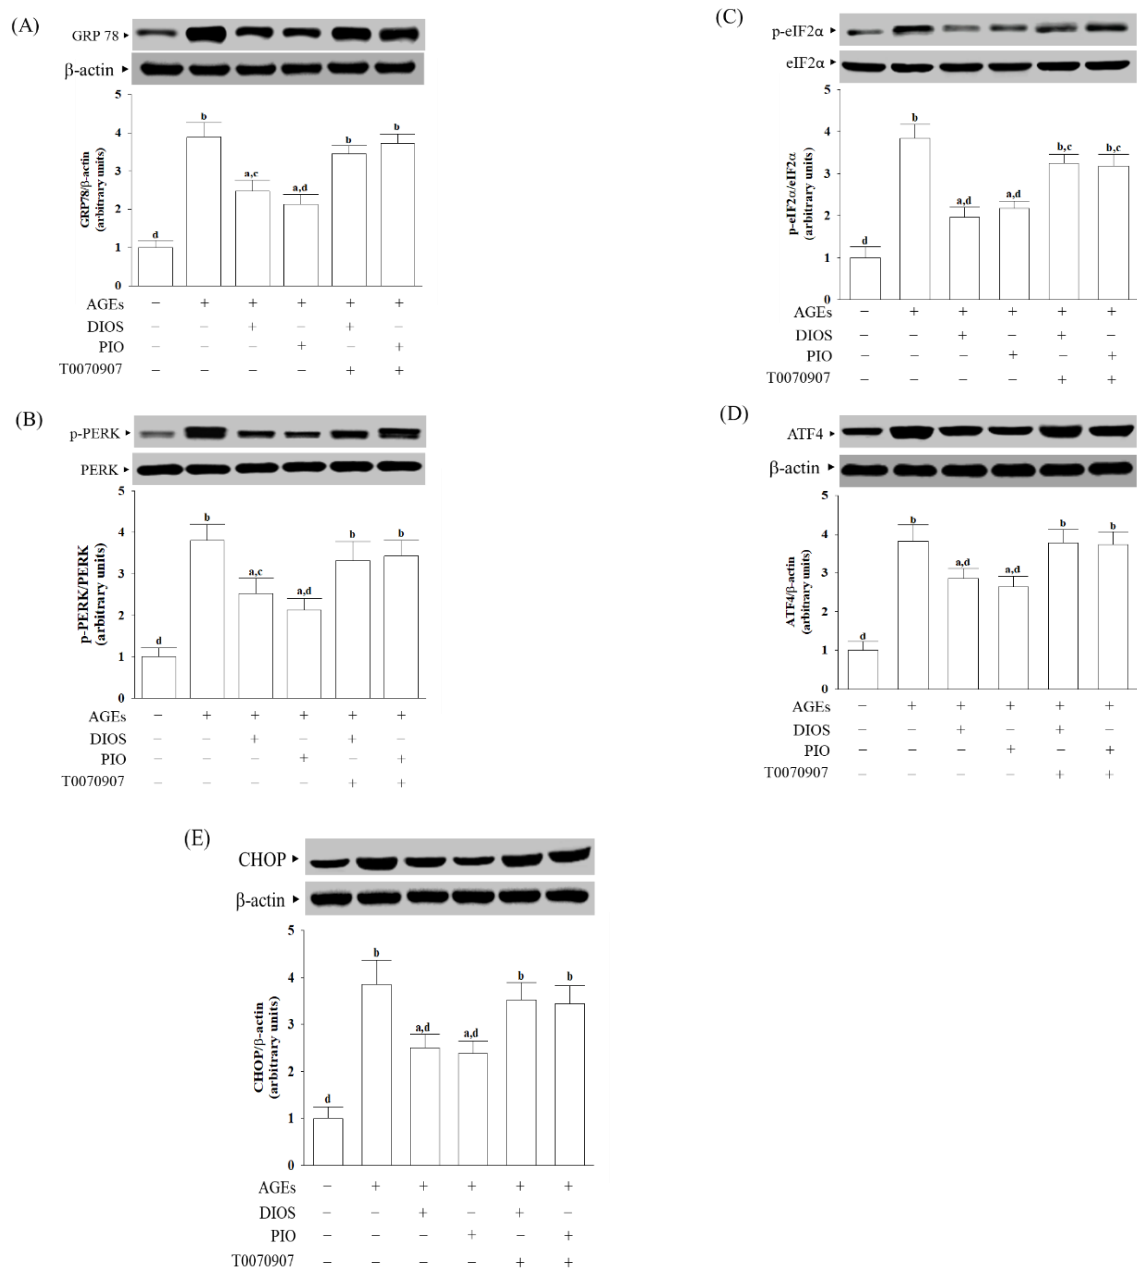 (A)
GRP 78
β-actin
GRP78/β-actin
(arbitrary units)
5
4
3
2
1
0
d
b
a,c
a,d
b
b
AGEs – + + + + +
DIOS – – + – + –
PIO – – – + – +
T0070907 – – – – + +
(B)
p-PERK
PERK
p-PERK/PERK
(arbitrary units)
5
4
3
2
1
0
d
b
a,c
a,d
b
b
AGEs – + + + + +
DIOS – – + – + –
PIO – – – + – +
T0070907 – – – – + +
(C)
p-eIF2α
eIF2α
p-eIF2α/eIF2α
(arbitrary units)
5
4
3
2
1
0
d
b
a,d
a,d
b,c
b,c
AGEs – + + + + +
DIOS – – + – + –
PIO – – – + – +
T0070907 – – – – + +
(D)
ATF4
β-actin
ATF4/β-actin
(arbitrary units)
5
4
3
2
1
0
d
b
a,d
a,d
b
b
AGEs – + + + + +
DIOS – – + – + –
PIO – – – + – +
T0070907 – – – – + +
(E)
CHOP
β-actin
CHOP/β-actin
(arbitrary units)
5
4
3
2
1
0
d
b
a,d
a,d
b
b
AGEs – + + + + +
DIOS – – + – + –
PIO – – – + – +
T0070907 – – – – + +